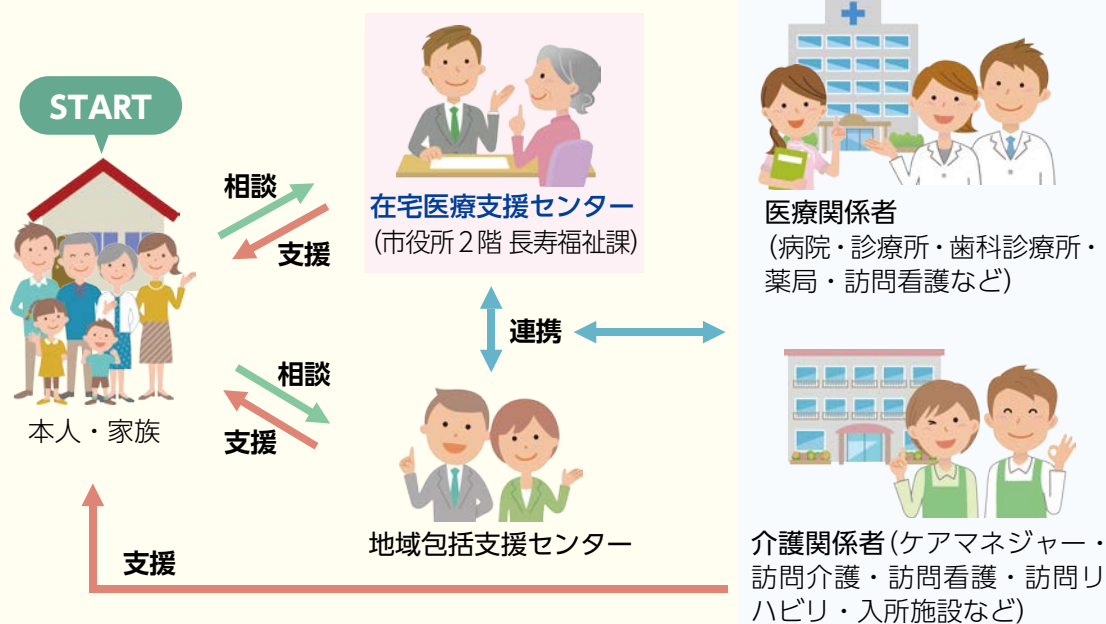 START
本人・家族
相談
支援
在宅医療支援センター
(市役所2階 長寿福祉課)
連携
相談
支援
地域包括支援センター
支援
医療関係者
(病院・診療所・歯科診療所・
薬局・訪問看護など)
介護関係者(ケアマネジャー・
訪問介護・訪問看護・訪問リ
ハビリ・入所施設など)